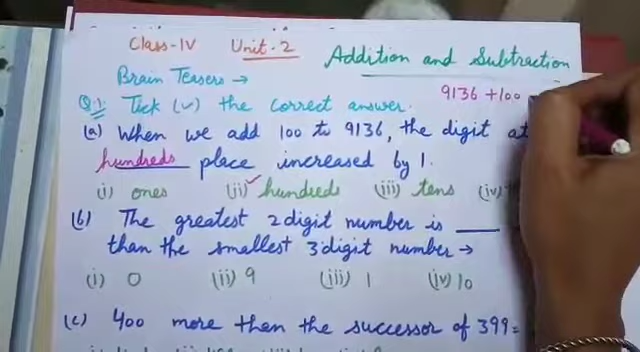 Class-IV Unit-2 Addition and Subtraction
Brain Teasers →
9136 +100
Q.1: Tick (✓) the correct answer.
(a) When we add 100 to 9136, the digit at
hundreds place increased by 1.
(i) ones (ii) ✓ hundreds (iii) tens (iv)
(b) The greatest 2 digit number is ____
than the smallest 3 digit number →
(i) 0 (ii) 9 (iii) 1 (iv) 10
(c) 400 more than the successor of 399=